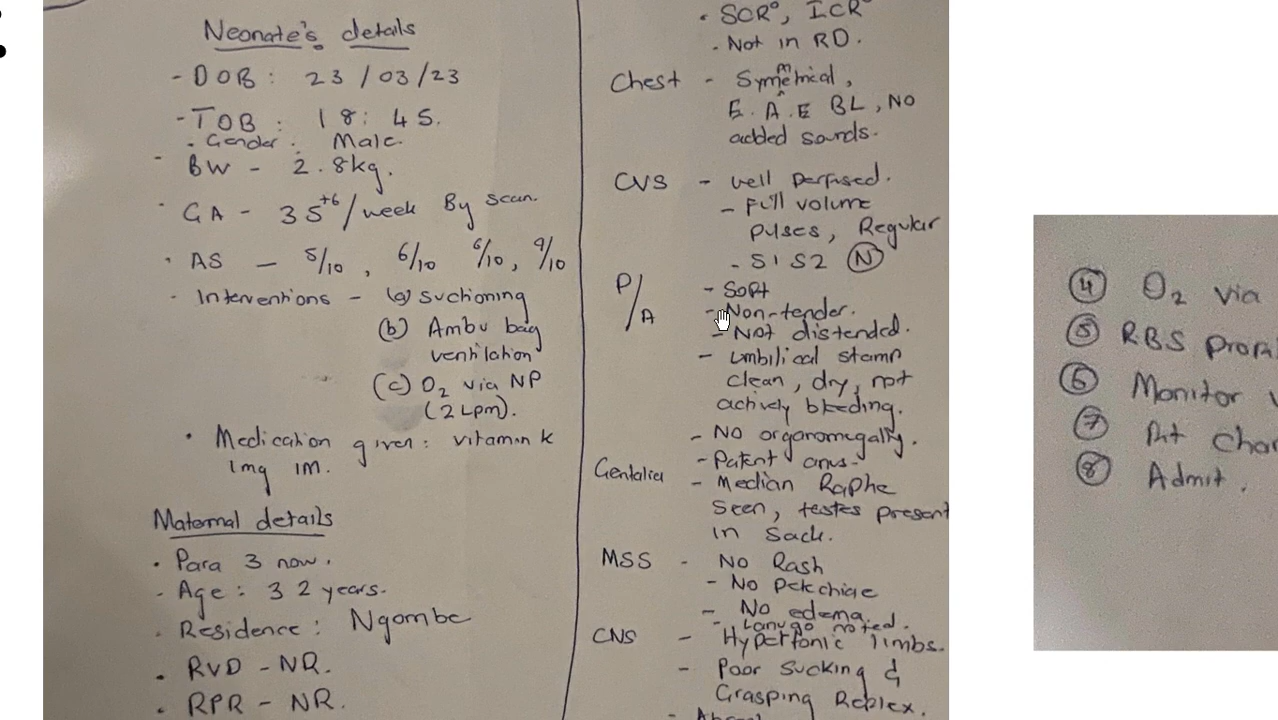 Neonate's details
- DOB : 23/03/23
- TOB : 18:45.
. Gender : Male.
BW - 2.8kg.
GA - 35+6/week By scan.
AS - 5/10, 6/10 6/10, 9/10
Interventions - (a) suctioning
(b) Ambu bag
ventilation
(c) O2 via NP
(2 Lpm).
• Medication given: vitamin k
1mg IM.
Maternal details
• Para 3 now.
- Age : 32 years.
. Residence : Ngombe
. RVD - NR.
. RPR - NR.
• SCR°, ICR°
. Not in RD.
Chest - Symmetrical,
E.A.E BL, NO
added sounds.
CVS - well perfused.
- Full volume
pulses, Regular
- S1 S2 (N)
P/A - Soft
- Non-tender.
- Not distended.
- umbilical stamp
clean, dry, not
actively bleeding.
- NO organomegally.
- Patent anus-
Gentalia - Median Raphe
seen, testes present
in sack.
MSS - No Rash
- No petechiae
- No edema
- Lanugo noted.
CNS - Hypertonic limbs.
- Poor sucking &
Grasping Reflex.
(4) O2 via
(5) RBS
(6) Monitor
(7)
(8) Admit.